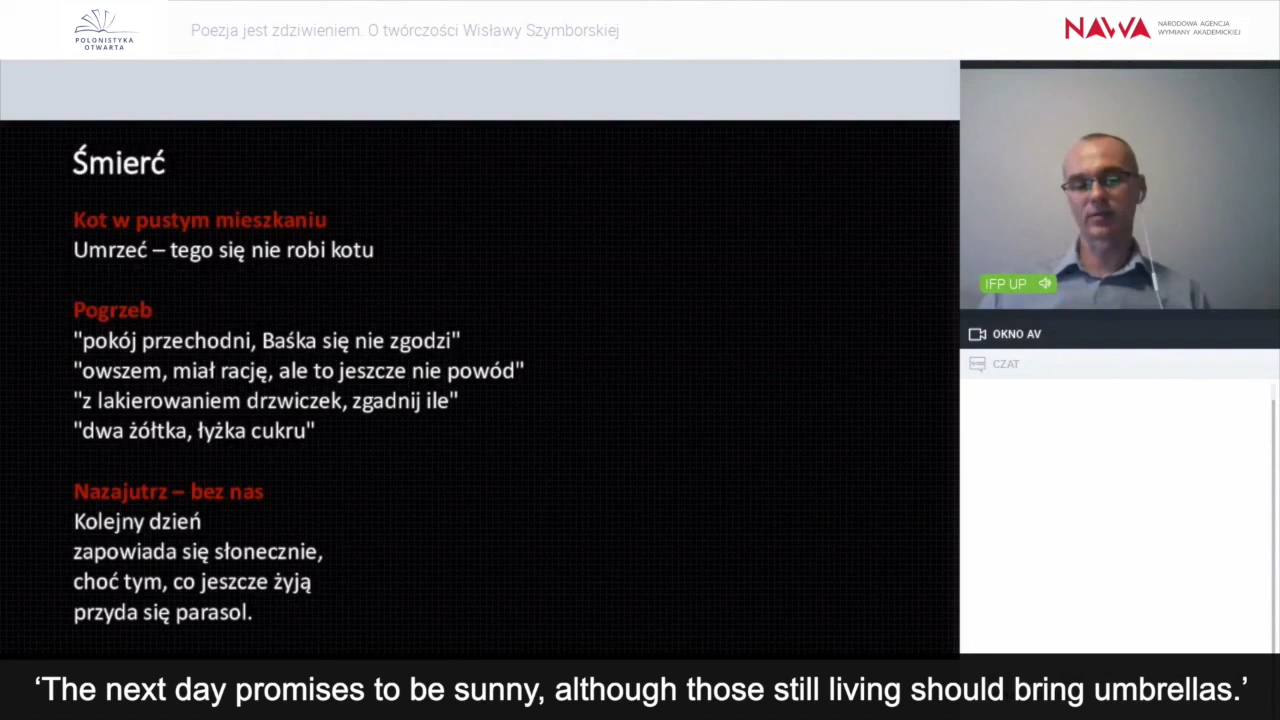 POLONISTYKA
OTWARTA
Poezja jest zdziwieniem. O twórczości Wisławy Szymborskiej
NAWA
NARODOWA AGENCJA
WYMIANY AKADEMICKIEJ
Śmierć
Kot w pustym mieszkaniu
Umrzeć – tego się nie robi kotu
Pogrzeb
"pokój przechodni, Baśka się nie zgodzi"
"owszem, miał rację, ale to jeszcze nie powód"
"z lakierowaniem drzwiczek, zgadnij ile"
"dwa żółtka, łyżka cukru"
Nazajutrz – bez nas
Kolejny dzień
zapowiada się słonecznie,
choć tym, co jeszcze żyją
przyda się parasol.
IFP UP
OKNO AV
CZAT
‘The next day promises to be sunny, although those still living should bring umbrellas.’